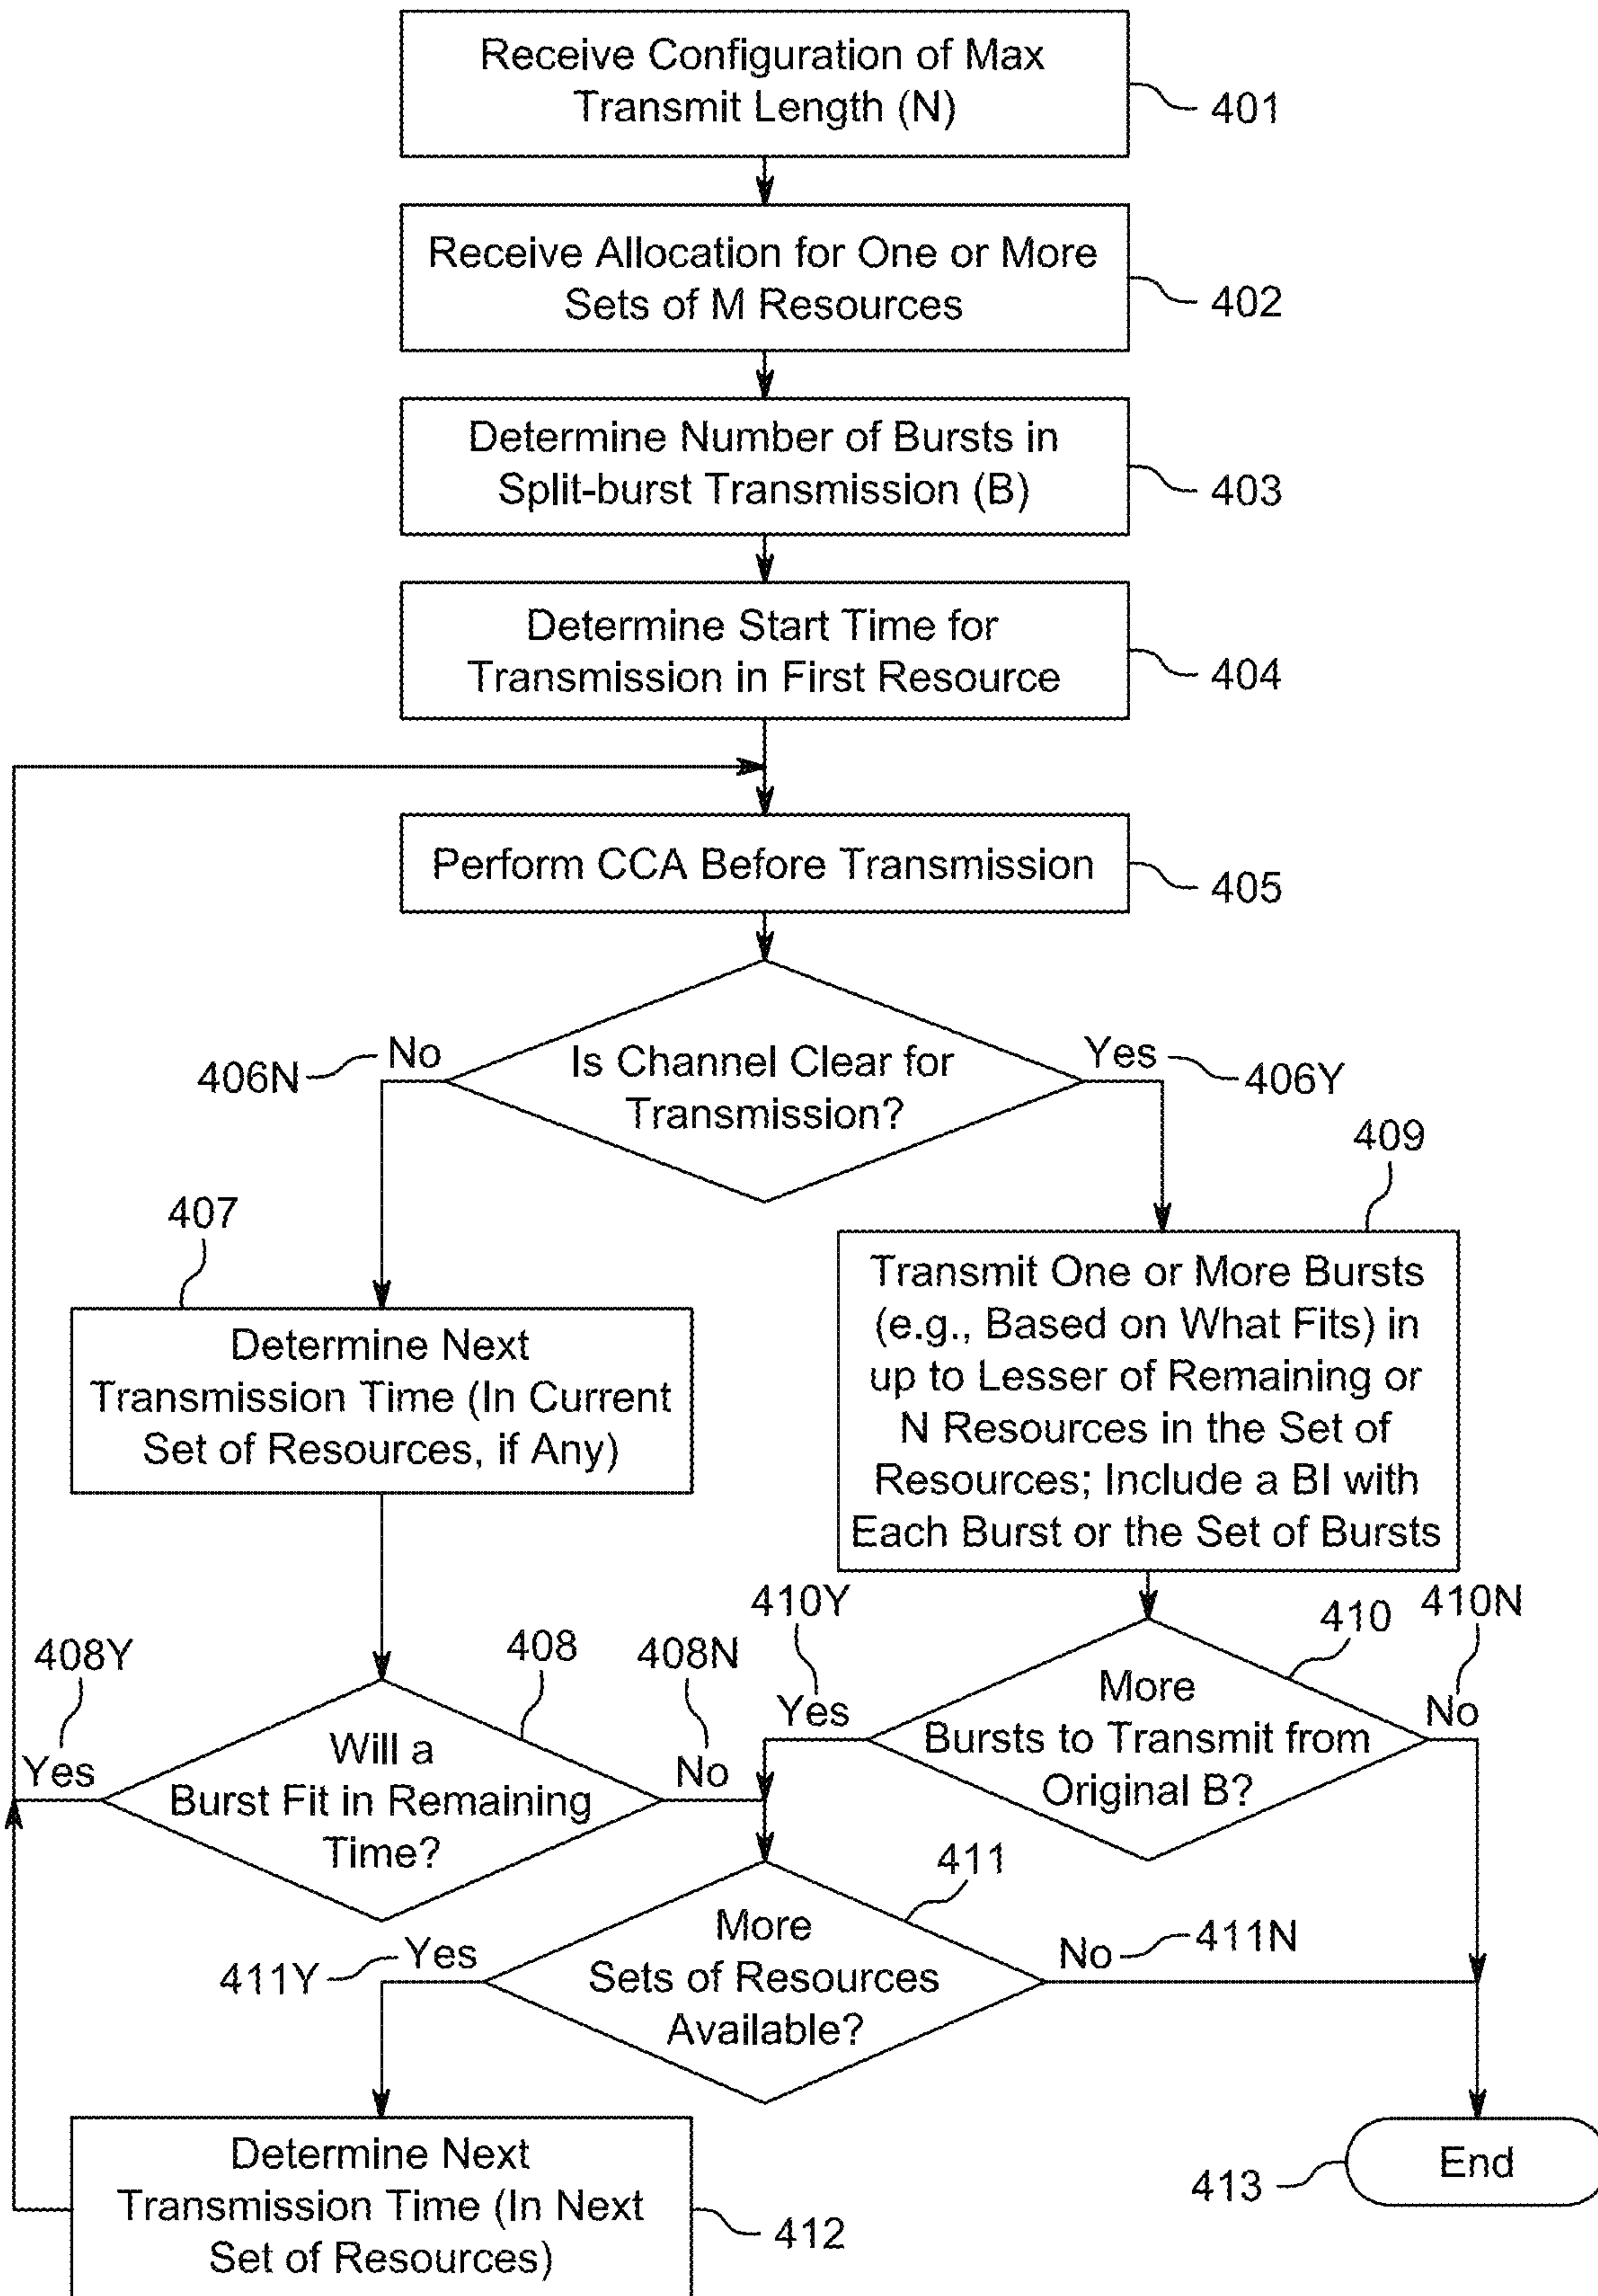 Receive Configuration of Max
Transmit Length (N)
401
Receive Allocation for One or More
Sets of M Resources
402
Determine Number of Bursts in
Split-burst Transmission (B)
403
Determine Start Time for
Transmission in First Resource
404
Perform CCA Before Transmission
405
406N
No
Is Channel Clear for
Transmission?
Yes
406Y
407
Determine Next
Transmission Time (In Current
Set of Resources, if Any)
409
Transmit One or More Bursts
(e.g., Based on What Fits) in
up to Lesser of Remaining or
N Resources in the Set of
Resources; Include a BI with
Each Burst or the Set of Bursts
408Y
Yes
408
Will a
Burst Fit in Remaining
Time?
408N
No
410Y
Yes
410
More
Bursts to Transmit from
Original B?
410N
No
411Y
Yes
411
More
Sets of Resources
Available?
No
411N
Determine Next
Transmission Time (In Next
Set of Resources)
412
413
End